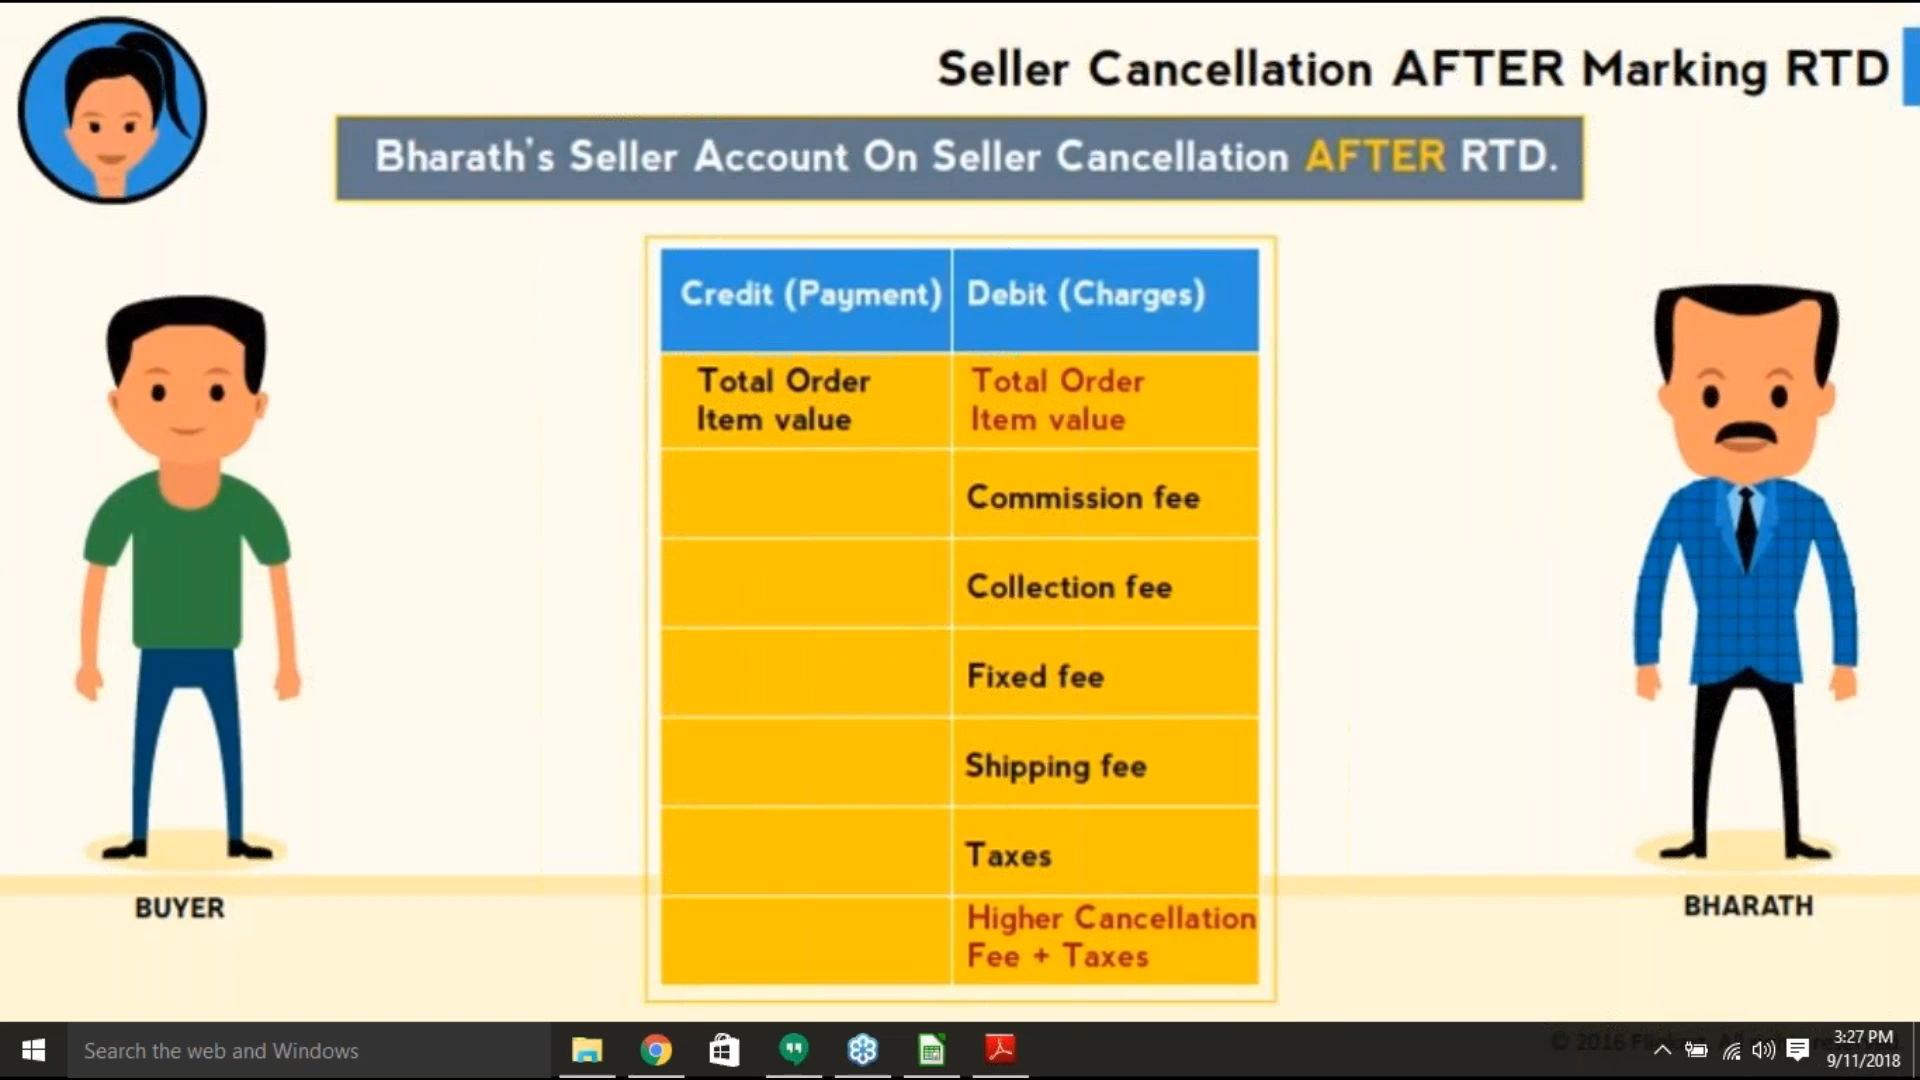 Seller Cancellation AFTER Marking RTD
Bharath's Seller Account On Seller Cancellation AFTER RTD.
Credit (Payment) Debit (Charges)
Total Order Total Order
Item value Item value
Commission fee
Collection fee
Fixed fee
Shipping fee
Taxes
Higher Cancellation
Fee + Taxes
BUYER
BHARATH
Search the web and Windows
© 2016
3:27 PM
9/11/2018